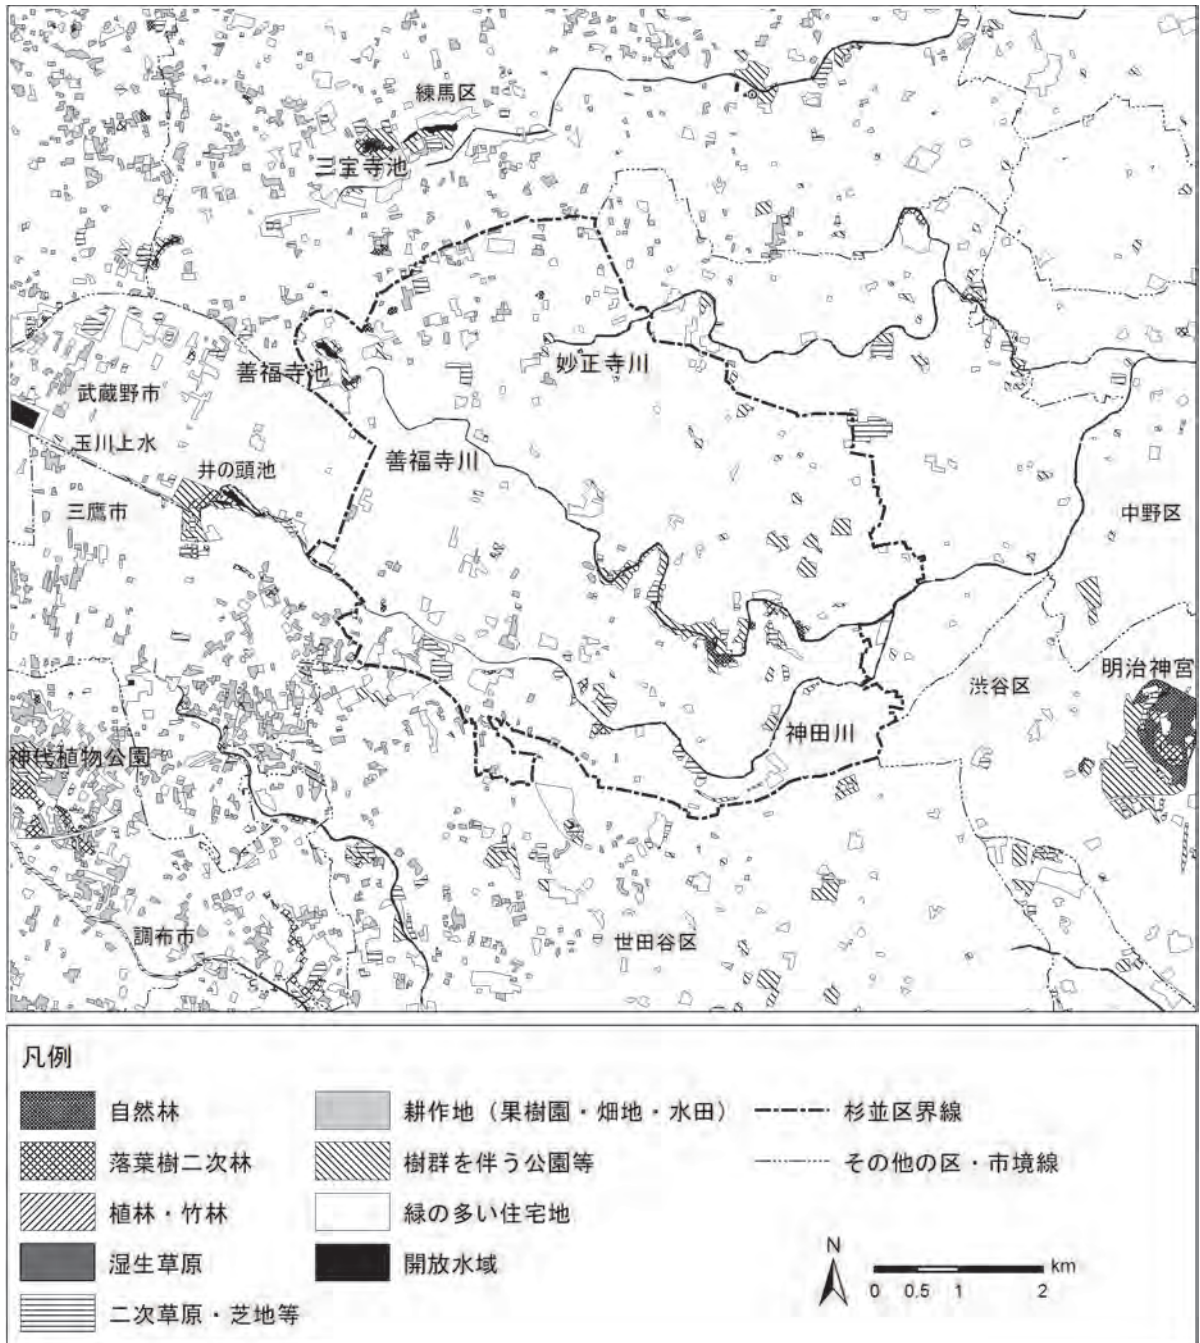 練馬区
三宝寺池
善福寺池
妙正寺川
武蔵野市
玉川上水
井の頭池
善福寺川
三鷹市
中野区
明治神宮
渋谷区
神田川
神代植物公園
調布市
世田谷区
凡例
自然林
落葉樹二次林
植林・竹林
湿生草原
二次草原・芝地等
耕作地（果樹園・畑地・水田）
樹群を伴う公園等
緑の多い住宅地
開放水域
杉並区界線
その他の区・市境線
N
km
0 0.5 1 2